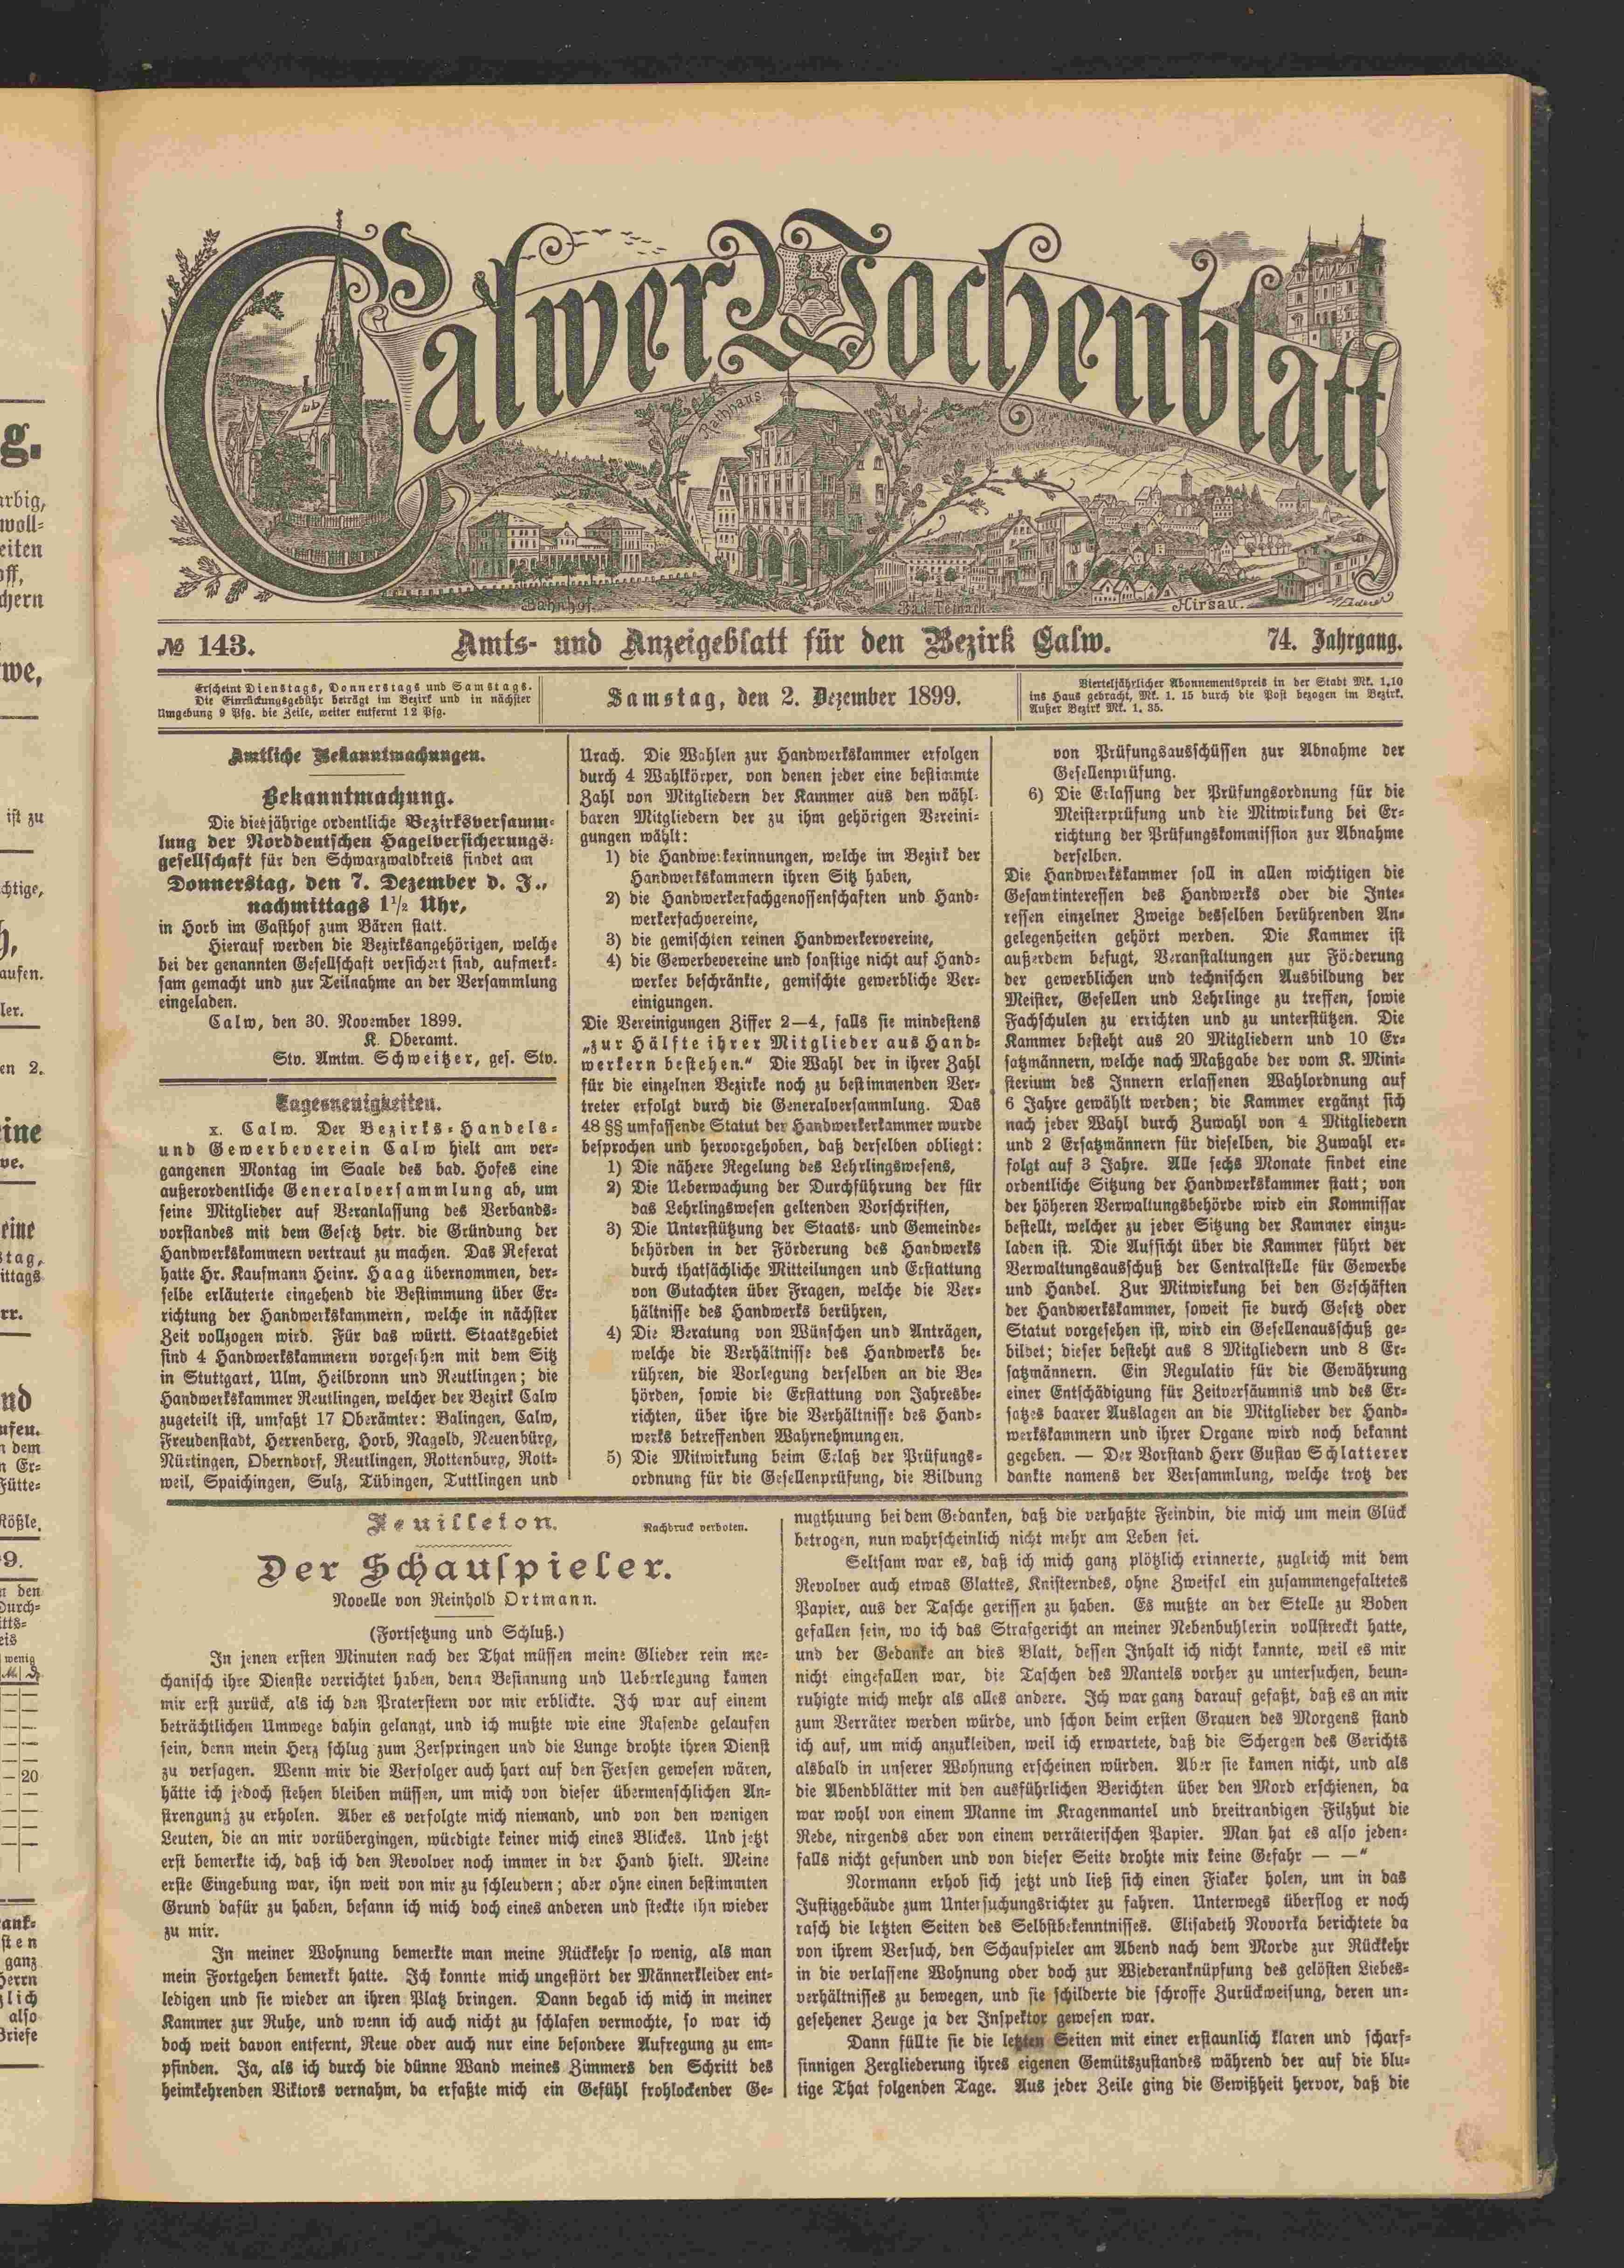 Calwer Wochenblatt
Rathhaus
Bahnhof.
Bad Teinach.
Hirsau.
№ 143.
Amts- und Anzeigeblatt für den Bezirk Calw.
74. Jahrgang.
Erscheint Dienstags, Donnerstags und Samstags.
Die Einrückungsgebühr beträgt im Bezirk und in nächster
Umgebung 9 Pfg. die Zeile, weiter entfernt 12 Pfg.
Samstag, den 2. Dezember 1899.
Vierteljährlicher Abonnementspreis in der Stadt Mk. 1.10
ins Haus gebracht, Mk. 1. 15 durch die Post bezogen im Bezirk,
Außer Bezirk Mk. 1. 35.
Amtliche Bekanntmachungen.
Bekanntmachung.
Die diesjährige ordentliche Bezirksversamm-
lung der Norddeutschen Hagelversicherungs-
gesellschaft für den Schwarzwaldkreis findet am
Donnerstag, den 7. Dezember d. J.,
nachmittags 1½ Uhr,
in Horb im Gasthof zum Bären statt.
Hierauf werden die Bezirksangehörigen, welche
bei der genannten Gesellschaft versichert sind, aufmerk-
sam gemacht und zur Teilnahme an der Versammlung
eingeladen.
Calw, den 30. November 1899.
K. Oberamt.
Stv. Amtm. Schweitzer, ges. Stv.
Tagesneuigkeiten.
x. Calw. Der Bezirks-Handels-
und Gewerbeverein Calw hielt am ver-
gangenen Montag im Saale des bad. Hofes eine
außerordentliche Generalversammlung ab, um
seine Mitglieder auf Veranlassung des Verbands-
vorstandes mit dem Gesetz betr. die Gründung der
Handwerkskammern vertraut zu machen. Das Referat
hatte Hr. Kaufmann Heinr. Haag übernommen, der-
selbe erläuterte eingehend die Bestimmung über Er-
richtung der Handwerkskammern, welche in nächster
Zeit vollzogen wird. Für das württ. Staatsgebiet
sind 4 Handwerkskammern vorgesehen mit dem Sitz
in Stuttgart, Ulm, Heilbronn und Reutlingen; die
Handwerkskammer Reutlingen, welcher der Bezirk Calw
zugeteilt ist, umfaßt 17 Oberämter: Balingen, Calw,
Freudenstadt, Herrenberg, Horb, Nagold, Neuenbürg,
Nürtingen, Oberndorf, Reutlingen, Rottenburg, Rott-
weil, Spaichingen, Sulz, Tübingen, Tuttlingen und
Urach. Die Wahlen zur Handwerkskammer erfolgen
durch 4 Wahlkörper, von denen jeder eine bestimmte
Zahl von Mitgliedern der Kammer aus den wähl-
baren Mitgliedern der zu ihm gehörigen Vereini-
gungen wählt:
1) die Handwerkerinnungen, welche im Bezirk der
Handwerkskammern ihren Sitz haben,
2) die Handwerkerfachgenossenschaften und Hand-
werkerfachvereine,
3) die gemischten reinen Handwerkervereine,
4) die Gewerbevereine und sonstige nicht auf Hand-
werker beschränkte, gemischte gewerbliche Ver-
einigungen.
Die Vereinigungen Ziffer 2—4, falls sie mindestens
„zur Hälfte ihrer Mitglieder aus Hand-
werkern bestehen.“ Die Wahl der in ihrer Zahl
für die einzelnen Bezirke noch zu bestimmenden Ver-
treter erfolgt durch die Generalversammlung. Das
48 §§ umfassende Statut der Handwerkerkammer wurde
besprochen und hervorgehoben, daß derselben obliegt:
1) Die nähere Regelung des Lehrlingswesens,
2) Die Ueberwachung der Durchführung der für
das Lehrlingswesen geltenden Vorschriften,
3) Die Unterstützung der Staats- und Gemeinde-
behörden in der Förderung des Handwerks
durch thatsächliche Mitteilungen und Erstattung
von Gutachten über Fragen, welche die Ver-
hältnisse des Handwerks berühren,
4) Die Beratung von Wünschen und Anträgen,
welche die Verhältnisse des Handwerks be-
rühren, die Vorlegung derselben an die Be-
hörden, sowie die Erstattung von Jahresbe-
richten, über ihre die Verhältnisse des Hand-
werks betreffenden Wahrnehmungen.
5) Die Mitwirkung beim Erlaß der Prüfungs-
ordnung für die Gesellenprüfung, die Bildung
von Prüfungsausschüssen zur Abnahme der
Gesellenprüfung.
6) Die Erlassung der Prüfungsordnung für die
Meisterprüfung und die Mitwirkung bei Er-
richtung der Prüfungskommission zur Abnahme
derselben.
Die Handwerkskammer soll in allen wichtigen die
Gesamtinteressen des Handwerks oder die Inte-
ressen einzelner Zweige desselben berührenden An-
gelegenheiten gehört werden. Die Kammer ist
außerdem befugt, Veranstaltungen zur Förderung
der gewerblichen und technischen Ausbildung der
Meister, Gesellen und Lehrlinge zu treffen, sowie
Fachschulen zu errichten und zu unterstützen. Die
Kammer besteht aus 20 Mitgliedern und 10 Er-
satzmännern, welche nach Maßgabe der vom K. Mini-
sterium des Innern erlassenen Wahlordnung auf
6 Jahre gewählt werden; die Kammer ergänzt sich
nach jeder Wahl durch Zuwahl von 4 Mitgliedern
und 2 Ersatzmännern für dieselben, die Zuwahl er-
folgt auf 3 Jahre. Alle sechs Monate findet eine
ordentliche Sitzung der Handwerkskammer statt; von
der höheren Verwaltungsbehörde wird ein Kommissar
bestellt, welcher zu jeder Sitzung der Kammer einzu-
laden ist. Die Aufsicht über die Kammer führt der
Verwaltungsausschuß der Centralstelle für Gewerbe
und Handel. Zur Mitwirkung bei den Geschäften
der Handwerkskammer, soweit sie durch Gesetz oder
Statut vorgesehen ist, wird ein Gesellenausschuß ge-
bildet; dieser besteht aus 8 Mitgliedern und 8 Er-
satzmännern. Ein Regulativ für die Gewährung
einer Entschädigung für Zeitversäumnis und des Er-
satzes baarer Auslagen an die Mitglieder der Hand-
werkskammern und ihrer Organe wird noch bekannt
gegeben. — Der Vorstand Herr Gustav Schlatterer
dankte namens der Versammlung, welche trotz der
Feuilleton.
Nachdruck verboten.
Der Schauspieler.
Novelle von Reinhold Ortmann.
(Fortsetzung und Schluß.)
In jenen ersten Minuten nach der That müssen meine Glieder rein me-
chanisch ihre Dienste verrichtet haben, denn Besinnung und Ueberlegung kamen
mir erst zurück, als ich den Praterstern vor mir erblickte. Ich war auf einem
beträchtlichen Umwege dahin gelangt, und ich mußte wie eine Rasende gelaufen
sein, denn mein Herz schlug zum Zerspringen und die Lunge drohte ihren Dienst
zu versagen. Wenn mir die Verfolger auch hart auf den Fersen gewesen wären,
hätte ich jedoch stehen bleiben müssen, um mich von dieser übermenschlichen An-
strengung zu erholen. Aber es verfolgte mich niemand, und von den wenigen
Leuten, die an mir vorübergingen, würdigte keiner mich eines Blickes. Und jetzt
erst bemerkte ich, daß ich den Revolver noch immer in der Hand hielt. Meine
erste Eingebung war, ihn weit von mir zu schleudern; aber ohne einen bestimmten
Grund dafür zu haben, besann ich mich doch eines anderen und steckte ihn wieder
zu mir.
In meiner Wohnung bemerkte man meine Rückkehr so wenig, als man
mein Fortgehen bemerkt hatte. Ich konnte mich ungestört der Männerkleider ent-
ledigen und sie wieder an ihren Platz bringen. Dann begab ich mich in meiner
Kammer zur Ruhe, und wenn ich auch nicht zu schlafen vermochte, so war ich
doch weit davon entfernt, Reue oder auch nur eine besondere Aufregung zu em-
pfinden. Ja, als ich durch die dünne Wand meines Zimmers den Schritt des
heimkehrenden Viktors vernahm, da erfaßte mich ein Gefühl frohlockender Ge-
nugthuung bei dem Gedanken, daß die verhaßte Feindin, die mich um mein Glück
betrogen, nun wahrscheinlich nicht mehr am Leben sei.
Seltsam war es, daß ich mich ganz plötzlich erinnerte, zugleich mit dem
Revolver auch etwas Glattes, Knisterndes, ohne Zweifel ein zusammengefaltetes
Papier, aus der Tasche gerissen zu haben. Es mußte an der Stelle zu Boden
gefallen sein, wo ich das Strafgericht an meiner Nebenbuhlerin vollstreckt hatte,
und der Gedanke an dies Blatt, dessen Inhalt ich nicht kannte, weil es mir
nicht eingefallen war, die Taschen des Mantels vorher zu untersuchen, beun-
ruhigte mich mehr als alles andere. Ich war ganz darauf gefaßt, daß es an mir
zum Verräter werden würde, und schon beim ersten Grauen des Morgens stand
ich auf, um mich anzukleiden, weil ich erwartete, daß die Schergen des Gerichts
alsbald in unserer Wohnung erscheinen würden. Aber sie kamen nicht, und als
die Abendblätter mit den ausführlichen Berichten über den Mord erschienen, da
war wohl von einem Manne im Kragenmantel und breitrandigen Filzhut die
Rede, nirgends aber von einem verräterischen Papier. Man hat es also jeden-
falls nicht gefunden und von dieser Seite drohte mir keine Gefahr — —“
Normann erhob sich jetzt und ließ sich einen Fiaker holen, um in das
Justizgebäude zum Untersuchungsrichter zu fahren. Unterwegs überflog er noch
rasch die letzten Seiten des Selbstbekenntnisses. Elisabeth Novorka berichtete da
von ihrem Versuch, den Schauspieler am Abend nach dem Morde zur Rückkehr
in die verlassene Wohnung oder doch zur Wiederanknüpfung des gelösten Liebes-
verhältnisses zu bewegen, und sie schilderte die schroffe Zurückweisung, deren un-
gesehener Zeuge ja der Inspektor gewesen war.
Dann füllte sie die letzten Seiten mit einer erstaunlich klaren und scharf-
sinnigen Zergliederung ihres eigenen Gemütszustandes während der auf die blu-
tige That folgenden Tage. Aus jeder Zeile ging die Gewißheit hervor, daß die